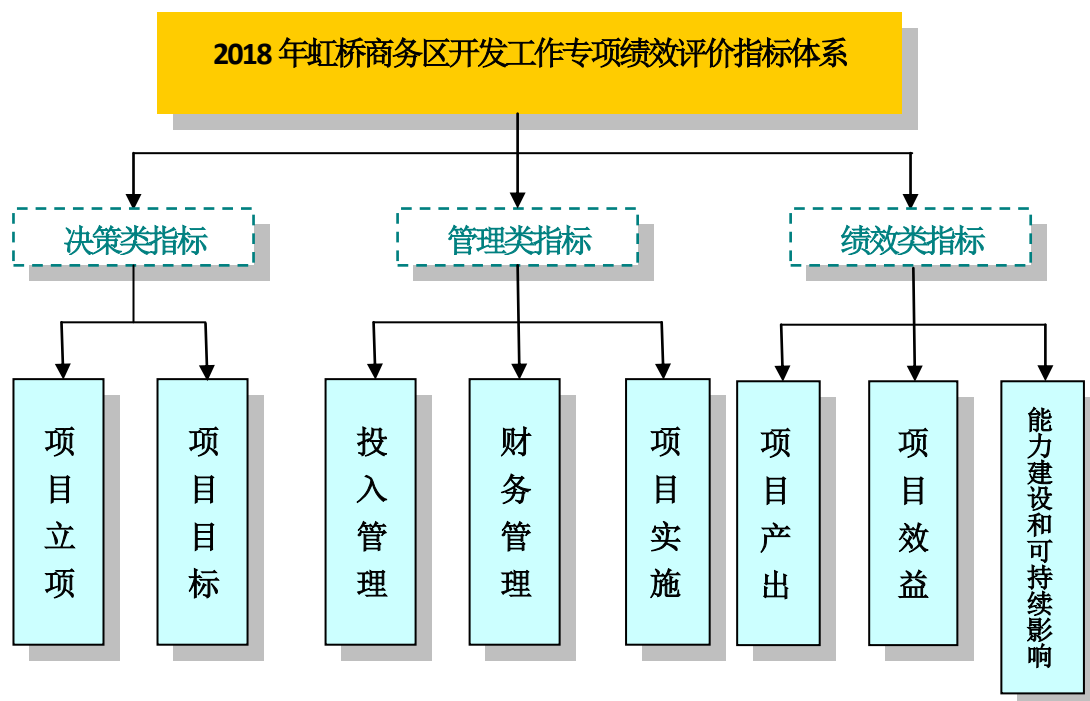 2018 年虹桥商务区开发工作专项绩效评价指标体系
决策类指标
管理类指标
绩效类指标
项目立项
项目目标
投入管理
财务管理
项目实施
项目产出
项目效益
能力建设和可持续影响